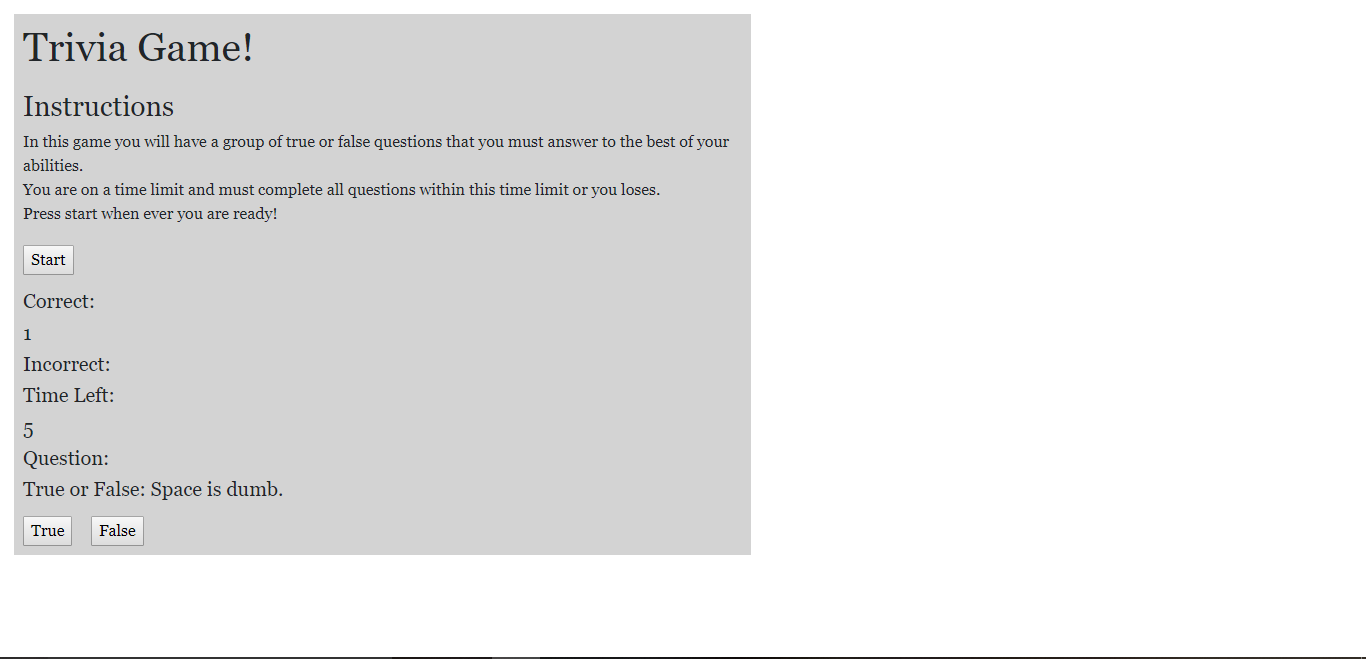 Trivia Game!
Instructions
In this game you will have a group of true or false questions that you must answer to the best of your
abilities.
You are on a time limit and must complete all questions within this time limit or you loses.
Press start when ever you are ready!
Start
Correct:
1
Incorrect:
Time Left:
5
Question:
True or False: Space is dumb.
True False